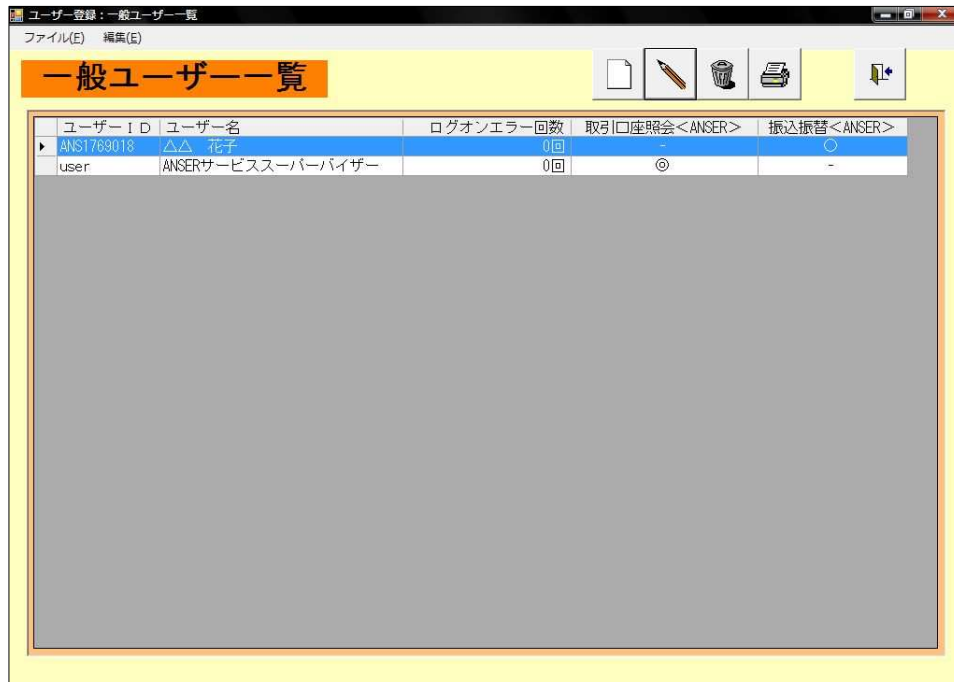 ユーザー登録：一般ユーザー一覧
ファイル(F) 編集(E)
一般ユーザー一覧
ユーザーＩＤ ユーザー名 ログオンエラー回数 取引口座照会＜ANSER＞ 振込振替＜ANSER＞
ANS1769018 △△　花子 0回 - ○
user ANSERサービススーパーバイザー 0回 ◎ -